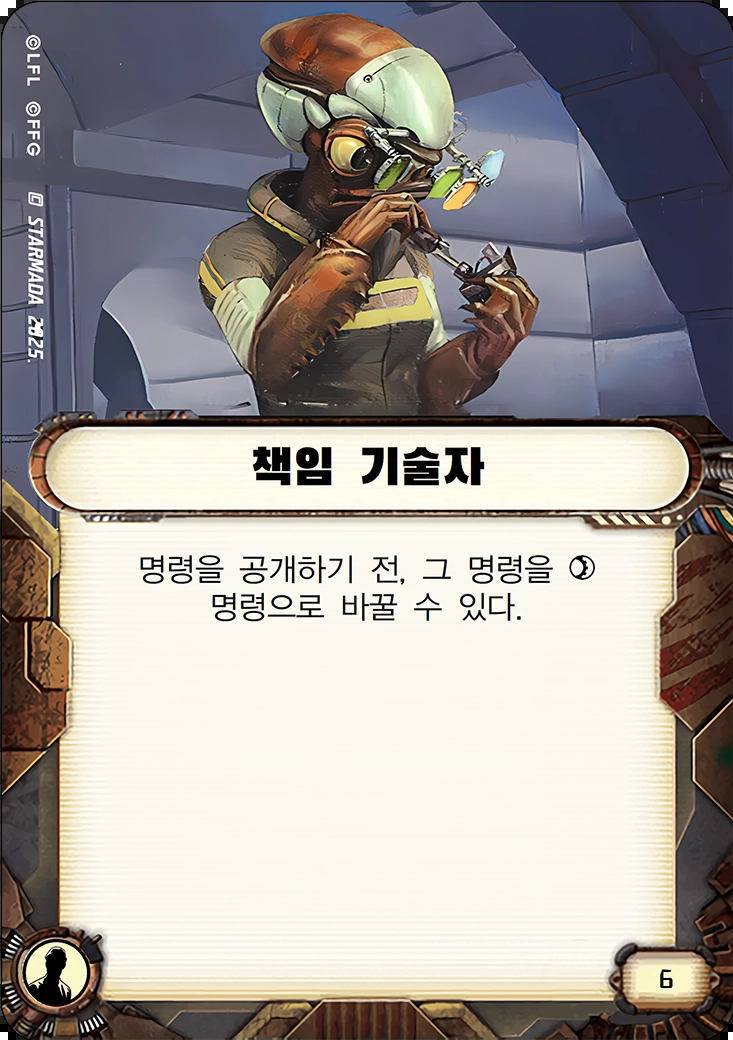 ©LFL ©FFG
STARMADA 2025.
책임 기술자
명령을 공개하기 전, 그 명령을
명령으로 바꿀 수 있다.
6